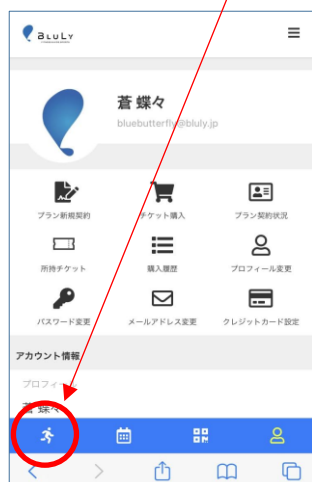 BLULY
蒼 蝶々
bluebutterfly@bluly.jp
プラン新規契約
チケット購入
プラン契約状況
所持チケット
購入履歴
プロフィール変更
パスワード変更
メールアドレス変更
クレジットカード設定
アカウント情報
プロフィール
蒼 蝶々